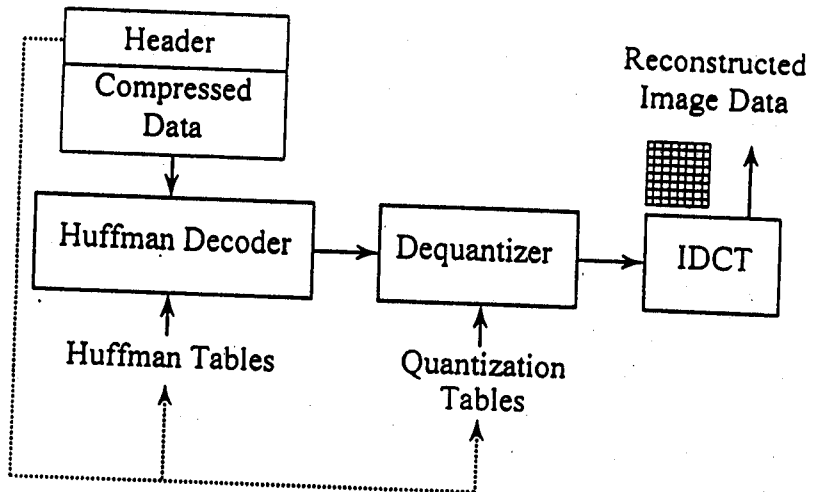 Header
Compressed
Data
Reconstructed
Image Data
Huffman Decoder
Dequantizer
IDCT
Huffman Tables
Quantization
Tables